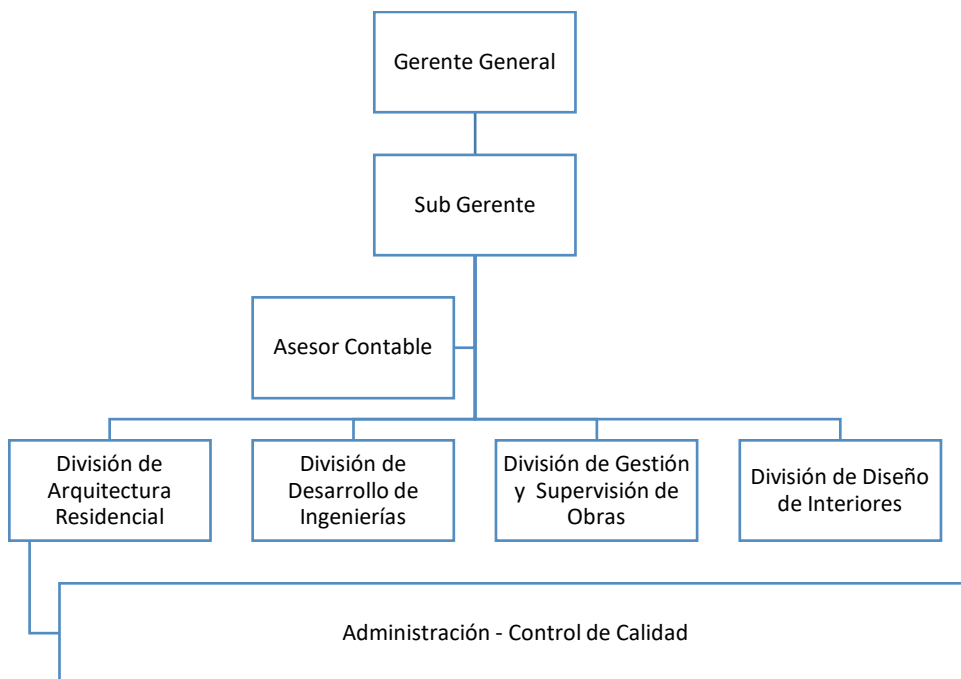 Gerente General
Sub Gerente
Asesor Contable
División de
Arquitectura
Residencial
División de
Desarrollo de
Ingenierías
División de Gestión
y  Supervisión de
Obras
División de Diseño
de Interiores
Administración - Control de Calidad